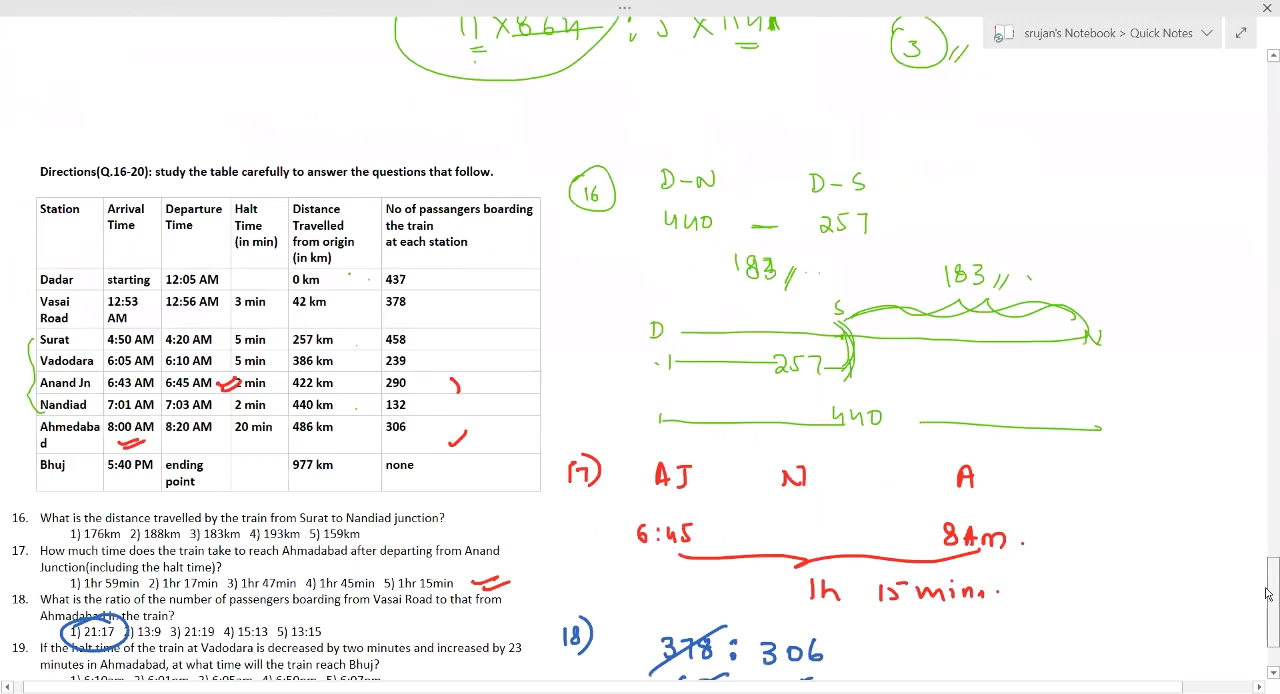 srujan's Notebook > Quick Notes
3
Directions(Q.16-20): study the table carefully to answer the questions that follow.
Station Arrival Time Departure Time Halt Time (in min) Distance Travelled from origin (in km) No of passangers boarding the train at each station
Dadar starting 12:05 AM 0 km 437
Vasai Road 12:53 AM 12:56 AM 3 min 42 km 378
Surat 4:50 AM 4:20 AM 5 min 257 km 458
Vadodara 6:05 AM 6:10 AM 5 min 386 km 239
Anand Jn 6:43 AM 6:45 AM 2 min 422 km 290
Nandiad 7:01 AM 7:03 AM 2 min 440 km 132
Ahmedabad 8:00 AM 8:20 AM 20 min 486 km 306
Bhuj 5:40 PM ending point 977 km none
16. What is the distance travelled by the train from Surat to Nandiad junction?
1) 176km 2) 188km 3) 183km 4) 193km 5) 159km
17. How much time does the train take to reach Ahmadabad after departing from Anand
Junction(including the halt time)?
1) 1hr 59min 2) 1hr 17min 3) 1hr 47min 4) 1hr 45min 5) 1hr 15min
18. What is the ratio of the number of passangers boarding from Vasai Road to that from
Ahmadabad in the train?
1) 21:17 2) 13:9 3) 21:19 4) 15:13 5) 13:15
19. If the halt time of the train at Vadodara is decreased by two minutes and increased by 23
minutes in Ahmadabad, at what time will the train reach Bhuj?
16
D-N D-S
440 - 257
183
183
S
D N
257
440
17) AJ N A
6:45 8 Am.
1h 15 min.
18) 378 : 306